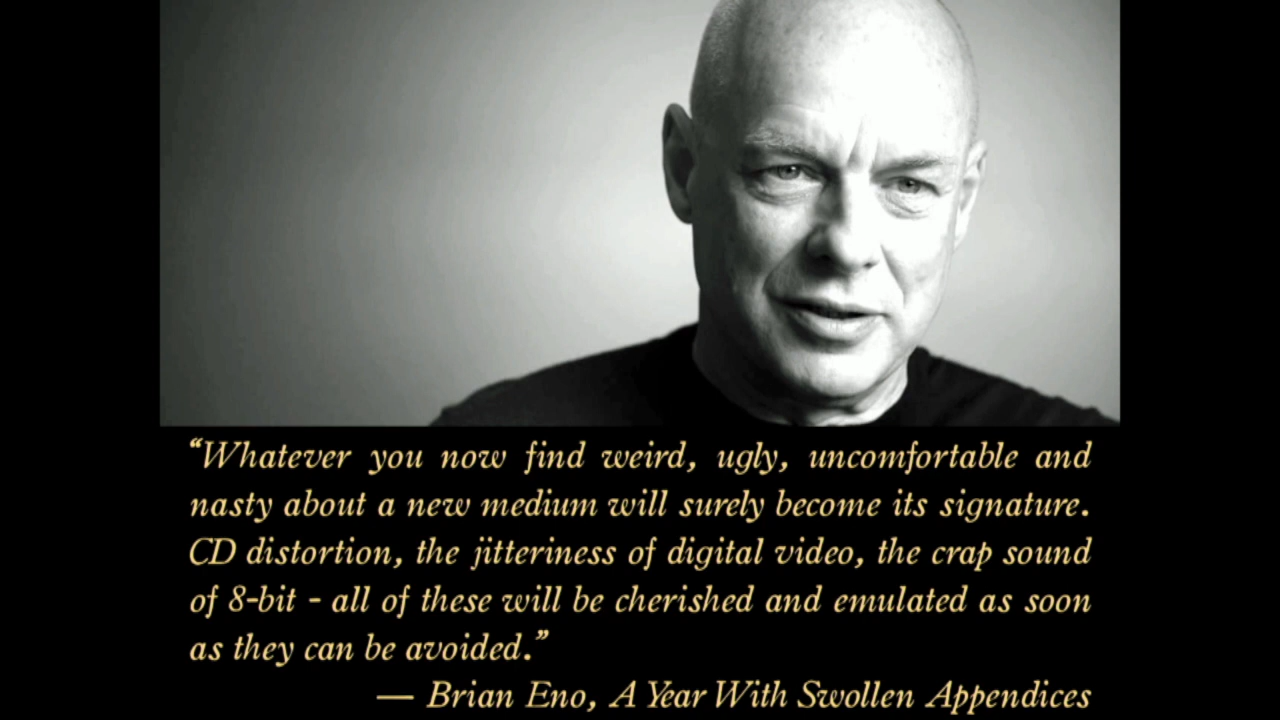 “Whatever you now find weird, ugly, uncomfortable and
nasty about a new medium will surely become its signature.
CD distortion, the jitteriness of digital video, the crap sound
of 8-bit - all of these will be cherished and emulated as soon
as they can be avoided.”
— Brian Eno, A Year With Swollen Appendices